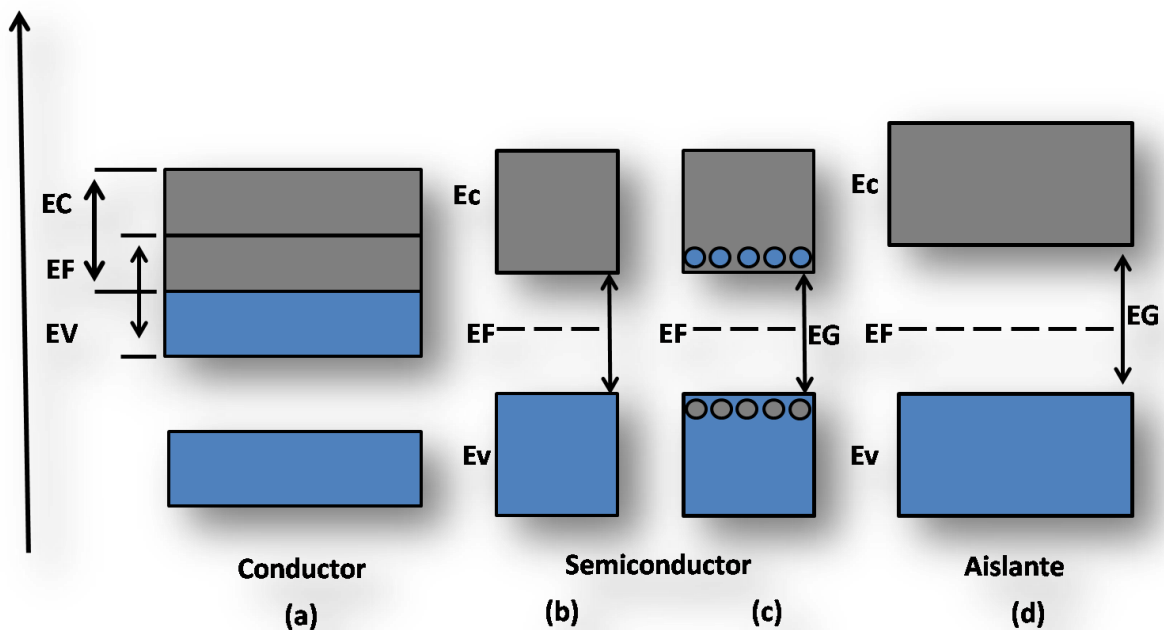 EC
EF
EV
Ec
EF
Ev
EF
EG
Ec
EF
EG
Ev
Conductor
(a)
Semiconductor
(b)
(c)
Aislante
(d)